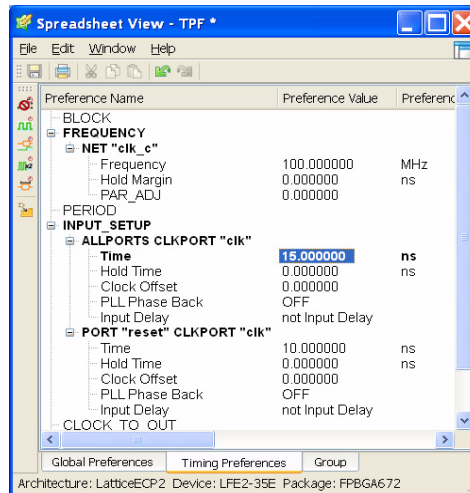 Spreadsheet View - TPF *
File Edit Window Help
Preference Name Preference Value Preferenc
BLOCK
FREQUENCY
NET "clk_c"
Frequency 100.000000 MHz
Hold Margin 0.000000 ns
PAR_ADJ 0.000000
PERIOD
INPUT_SETUP
ALLPORTS CLKPORT "clk"
Time 15.000000 ns
Hold Time 0.000000 ns
Clock Offset 0.000000
PLL Phase Back OFF
Input Delay not Input Delay
PORT "reset" CLKPORT "clk"
Time 10.000000 ns
Hold Time 0.000000 ns
Clock Offset 0.000000
PLL Phase Back OFF
Input Delay not Input Delay
CLOCK_TO_OUT
Global Preferences Timing Preferences Group
Architecture: LatticeECP2 Device: LFE2-35E Package: FPBGA672